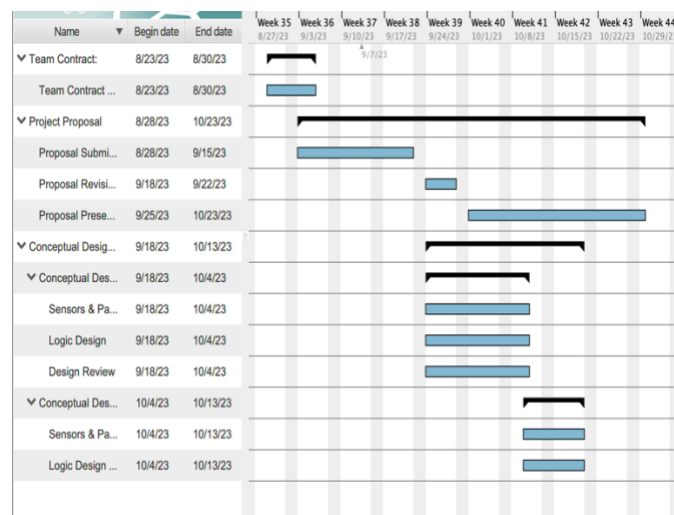 Week 35 Week 36 Week 37 Week 38 Week 39 Week 40 Week 41 Week 42 Week 43 Week 44
Name Begin date End date 8/27/23 9/3/23 9/10/23 9/17/23 9/24/23 10/1/23 10/8/23 10/15/23 10/22/23 10/29/2
9/7/23
Team Contract: 8/23/23 8/30/23
Team Contract ... 8/23/23 8/30/23
Project Proposal 8/28/23 10/23/23
Proposal Submi... 8/28/23 9/15/23
Proposal Revisi... 9/18/23 9/22/23
Proposal Prese... 9/25/23 10/23/23
Conceptual Desig... 9/18/23 10/13/23
Conceptual Des... 9/18/23 10/4/23
Sensors & Pa... 9/18/23 10/4/23
Logic Design 9/18/23 10/4/23
Design Review 9/18/23 10/4/23
Conceptual Des... 10/4/23 10/13/23
Sensors & Pa... 10/4/23 10/13/23
Logic Design ... 10/4/23 10/13/23